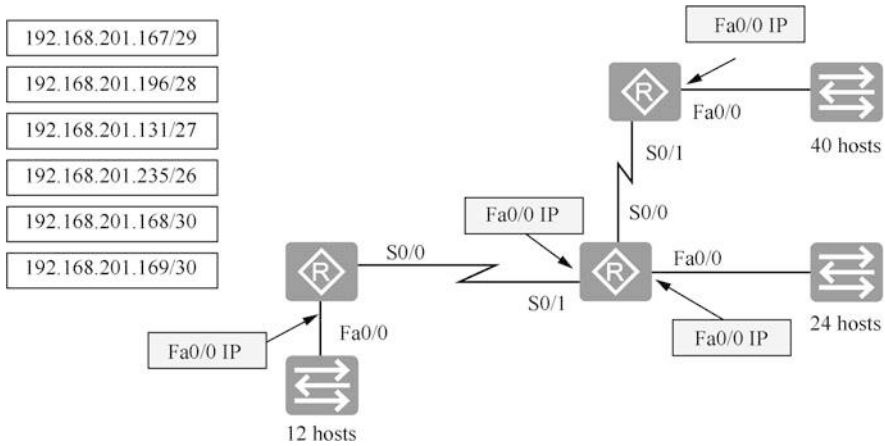 192.168.201.167/29
192.168.201.196/28
192.168.201.131/27
192.168.201.235/26
192.168.201.168/30
192.168.201.169/30
Fa0/0 IP
R
Fa0/0
40 hosts
S0/1
S0/0
Fa0/0 IP
R
Fa0/0
24 hosts
S0/1
Fa0/0 IP
S0/0
R
Fa0/0 IP
Fa0/0
12 hosts